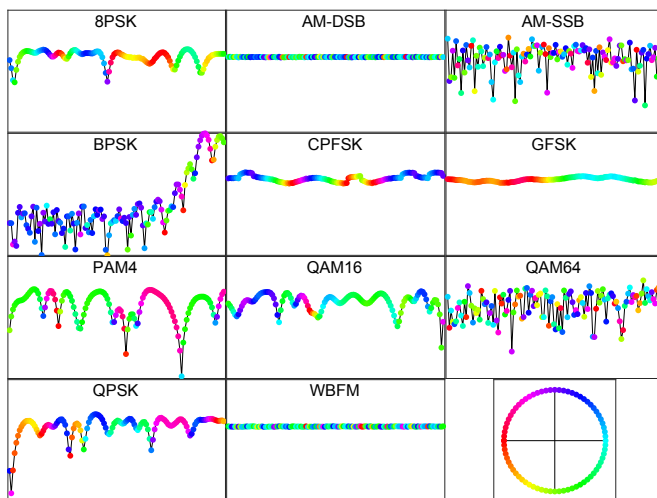 8PSK
AM-DSB
AM-SSB
BPSK
CPFSK
GFSK
PAM4
QAM16
QAM64
QPSK
WBFM